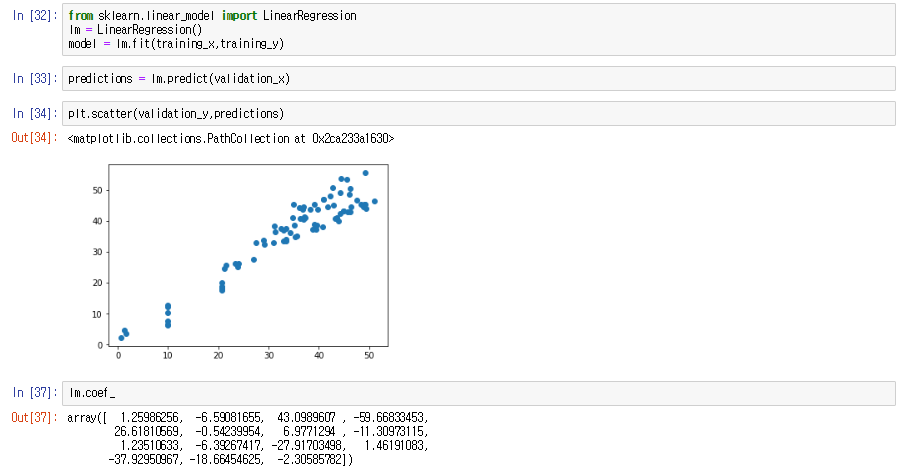 In [32]: from sklearn.linear_model import LinearRegression
lm = LinearRegression()
model = lm.fit(training_x,training_y)
In [33]: predictions = lm.predict(validation_x)
In [34]: plt.scatter(validation_y,predictions)
Out[34]: <matplotlib.collections.PathCollection at 0x2ca233a1630>
50
40
30
20
10
0
0 10 20 30 40 50
In [37]: lm.coef_
Out[37]: array([ 1.25986256, -6.59081655, 43.0989607 , -59.66833453,
26.61810569, -0.54239954, 6.9771294 , -11.30973115,
1.23510633, -6.39267417, -27.91703498, 1.46191083,
-37.92950967, -18.66454625, -2.30585782])